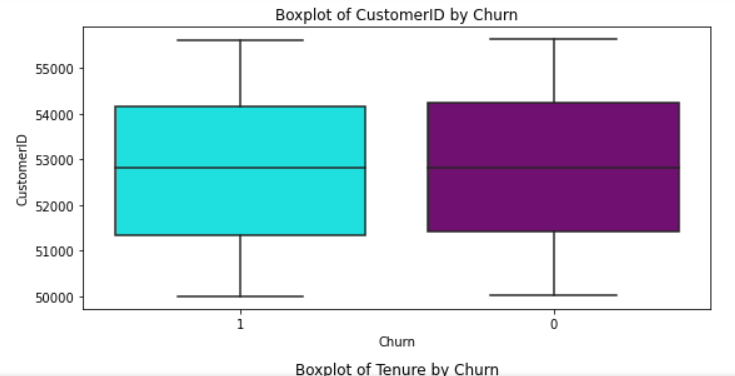 Boxplot of CustomerID by Churn
55000
54000
53000
52000
51000
50000
CustomerID
1
0
Churn
Boxplot of Tenure by Churn